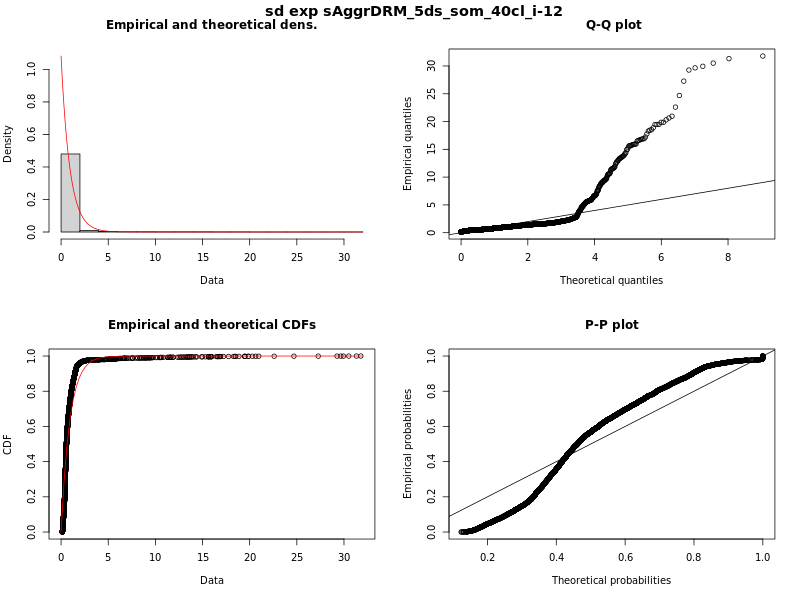 sd exp sAggrDRM_5ds_som_40cl_i-12
Empirical and theoretical dens.
Density
0.0 0.2 0.4 0.6 0.8 1.0
0 5 10 15 20 25 30
Data
Q-Q plot
Empirical quantiles
0 5 10 15 20 25 30
0 2 4 6 8
Theoretical quantiles
Empirical and theoretical CDFs
CDF
0.0 0.2 0.4 0.6 0.8 1.0
0 5 10 15 20 25 30
Data
P-P plot
Empirical probabilities
0.0 0.2 0.4 0.6 0.8 1.0
0.2 0.4 0.6 0.8 1.0
Theoretical probabilities